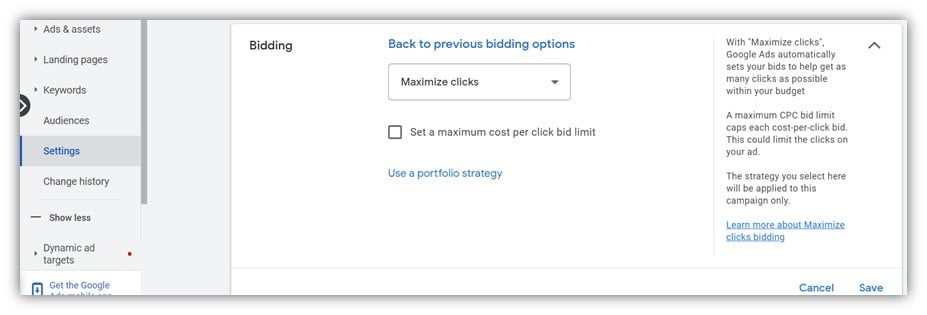 Ads & assets
Landing pages
Keywords
Audiences
Settings
Change history
Show less
Dynamic ad
targets
Get the Google
Bidding
Back to previous bidding options
Maximize clicks
Set a maximum cost per click bid limit
Use a portfolio strategy
With "Maximize clicks",
Google Ads automatically
sets your bids to help get as
many clicks as possible
within your budget
A maximum CPC bid limit
caps each cost-per-click bid.
This could limit the clicks on
your ad.
The strategy you select here
will be applied to this
campaign only.
Learn more about Maximize
clicks bidding
Cancel
Save